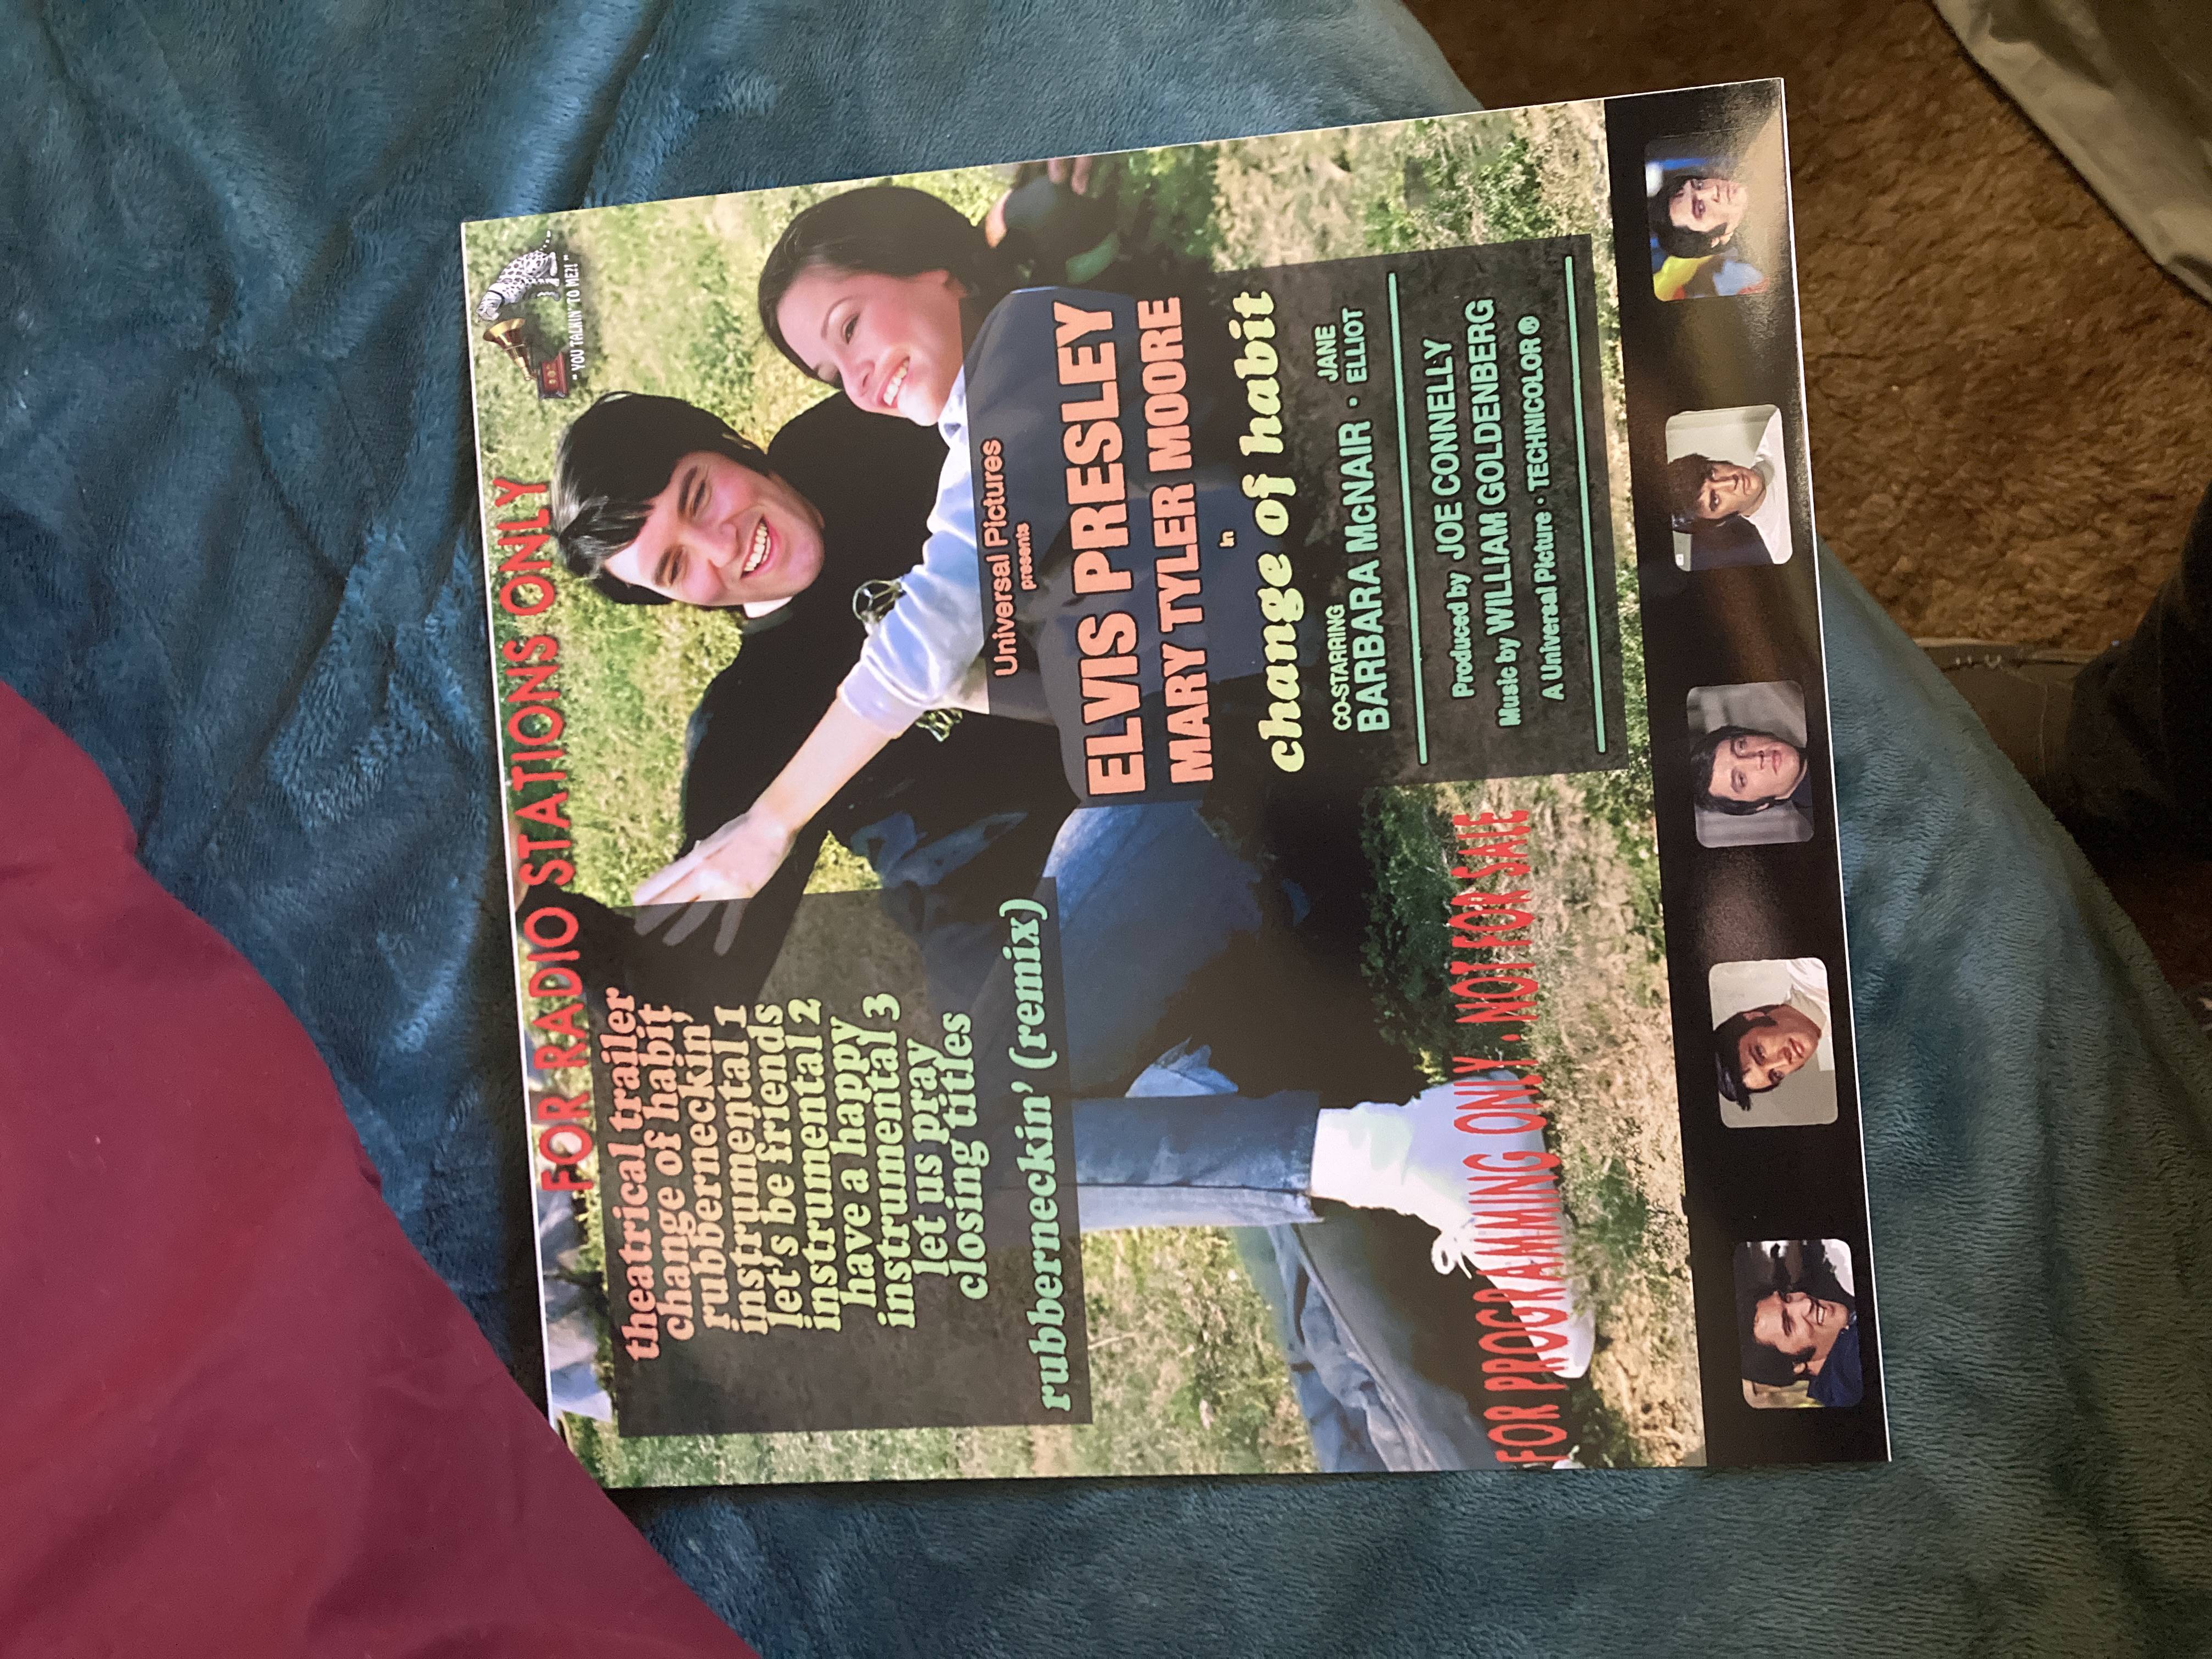 FOR RADIO STATIONS ONLY
"YOU TALKIN' TO ME?!"
theatrical trailer
change of habit
rubberneckin'
instrumental 1
let's be friends
instrumental 2
have a happy
instrumental 3
let us pray
closing titles
rubberneckin' (remix)
Universal Pictures
presents
ELVIS PRESLEY
MARY TYLER MOORE
in
change of habit
CO-STARRING
BARBARA McNAIR · JANE ELLIOT
Produced by JOE CONNELLY
Music by WILLIAM GOLDENBERG
A Universal Picture · TECHNICOLOR®
FOR PROGRAMMING ONLY . NOT FOR SALE